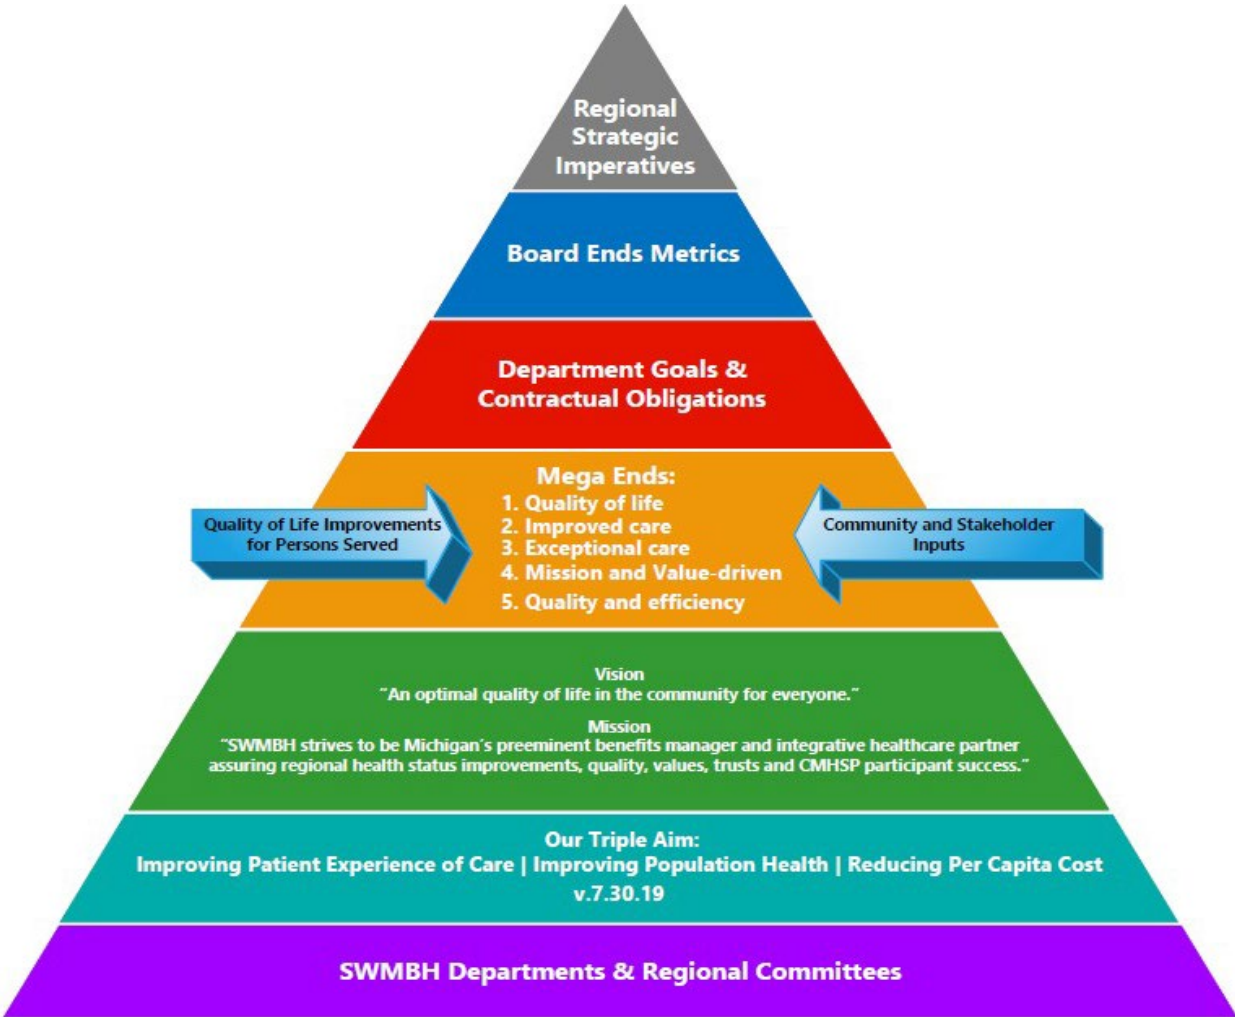 Regional
Strategic
Imperatives
Board Ends Metrics
Department Goals &
Contractual Obligations
Mega Ends:
1. Quality of life
2. Improved care
3. Exceptional care
4. Mission and Value-driven
5. Quality and efficiency
Quality of Life Improvements
for Persons Served
Community and Stakeholder
Inputs
Vision
“An optimal quality of life in the community for everyone.”
Mission
“SWMBH strives to be Michigan’s preeminent benefits manager and integrative healthcare partner
assuring regional health status improvements, quality, values, trusts and CMHSP participant success.”
Our Triple Aim:
Improving Patient Experience of Care | Improving Population Health | Reducing Per Capita Cost
v.7.30.19
SWMBH Departments & Regional Committees